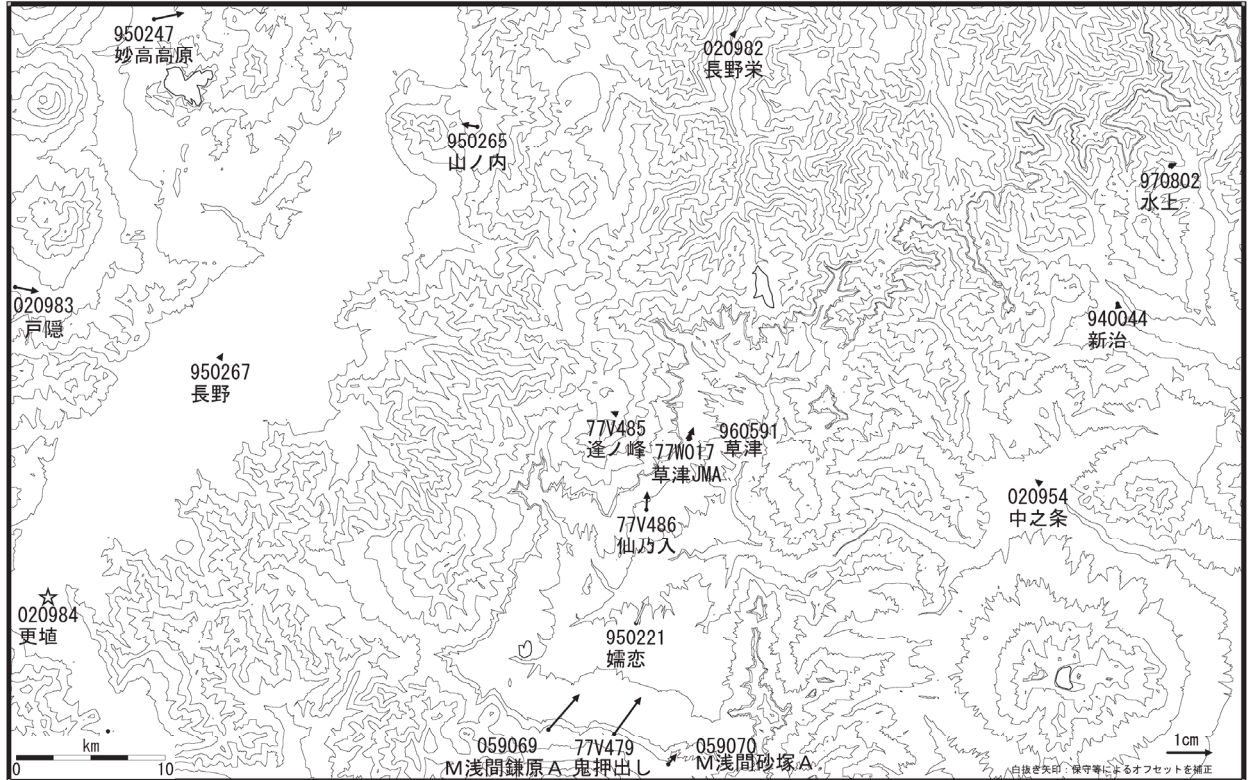 950247
妙高高原
020982
長野栄
950265
山ノ内
970802
水上
020983
戸隠
940044
新治
950267
長野
77V485
逢ノ峰
960591
草津
77W017
草津JMA
020954
中之条
77V486
仙乃入
020984
更埴
950221
嬬恋
059069
M浅間鎌原A
77V479
鬼押出し
059070
M浅間砂塚A
km
0 10
1cm
白抜き矢印:保守等によるオフセットを補正